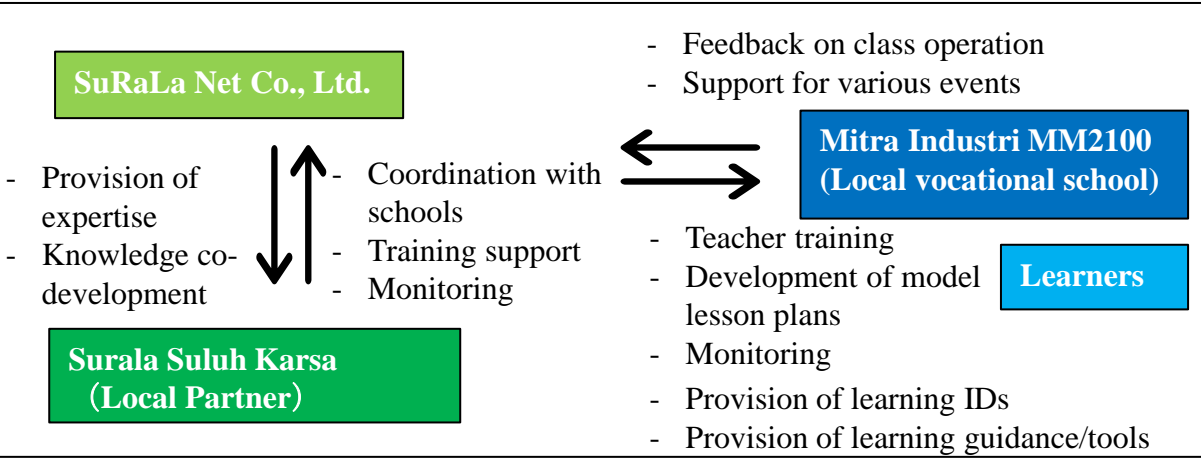 SuRaLa Net Co., Ltd.
- Provision of
expertise
- Knowledge co-
development
- Coordination with
schools
- Training support
- Monitoring
Surala Suluh Karsa
（Local Partner）
- Feedback on class operation
- Support for various events
Mitra Industri MM2100
(Local vocational school)
- Teacher training
- Development of model
lesson plans
- Monitoring
- Provision of learning IDs
- Provision of learning guidance/tools
Learners